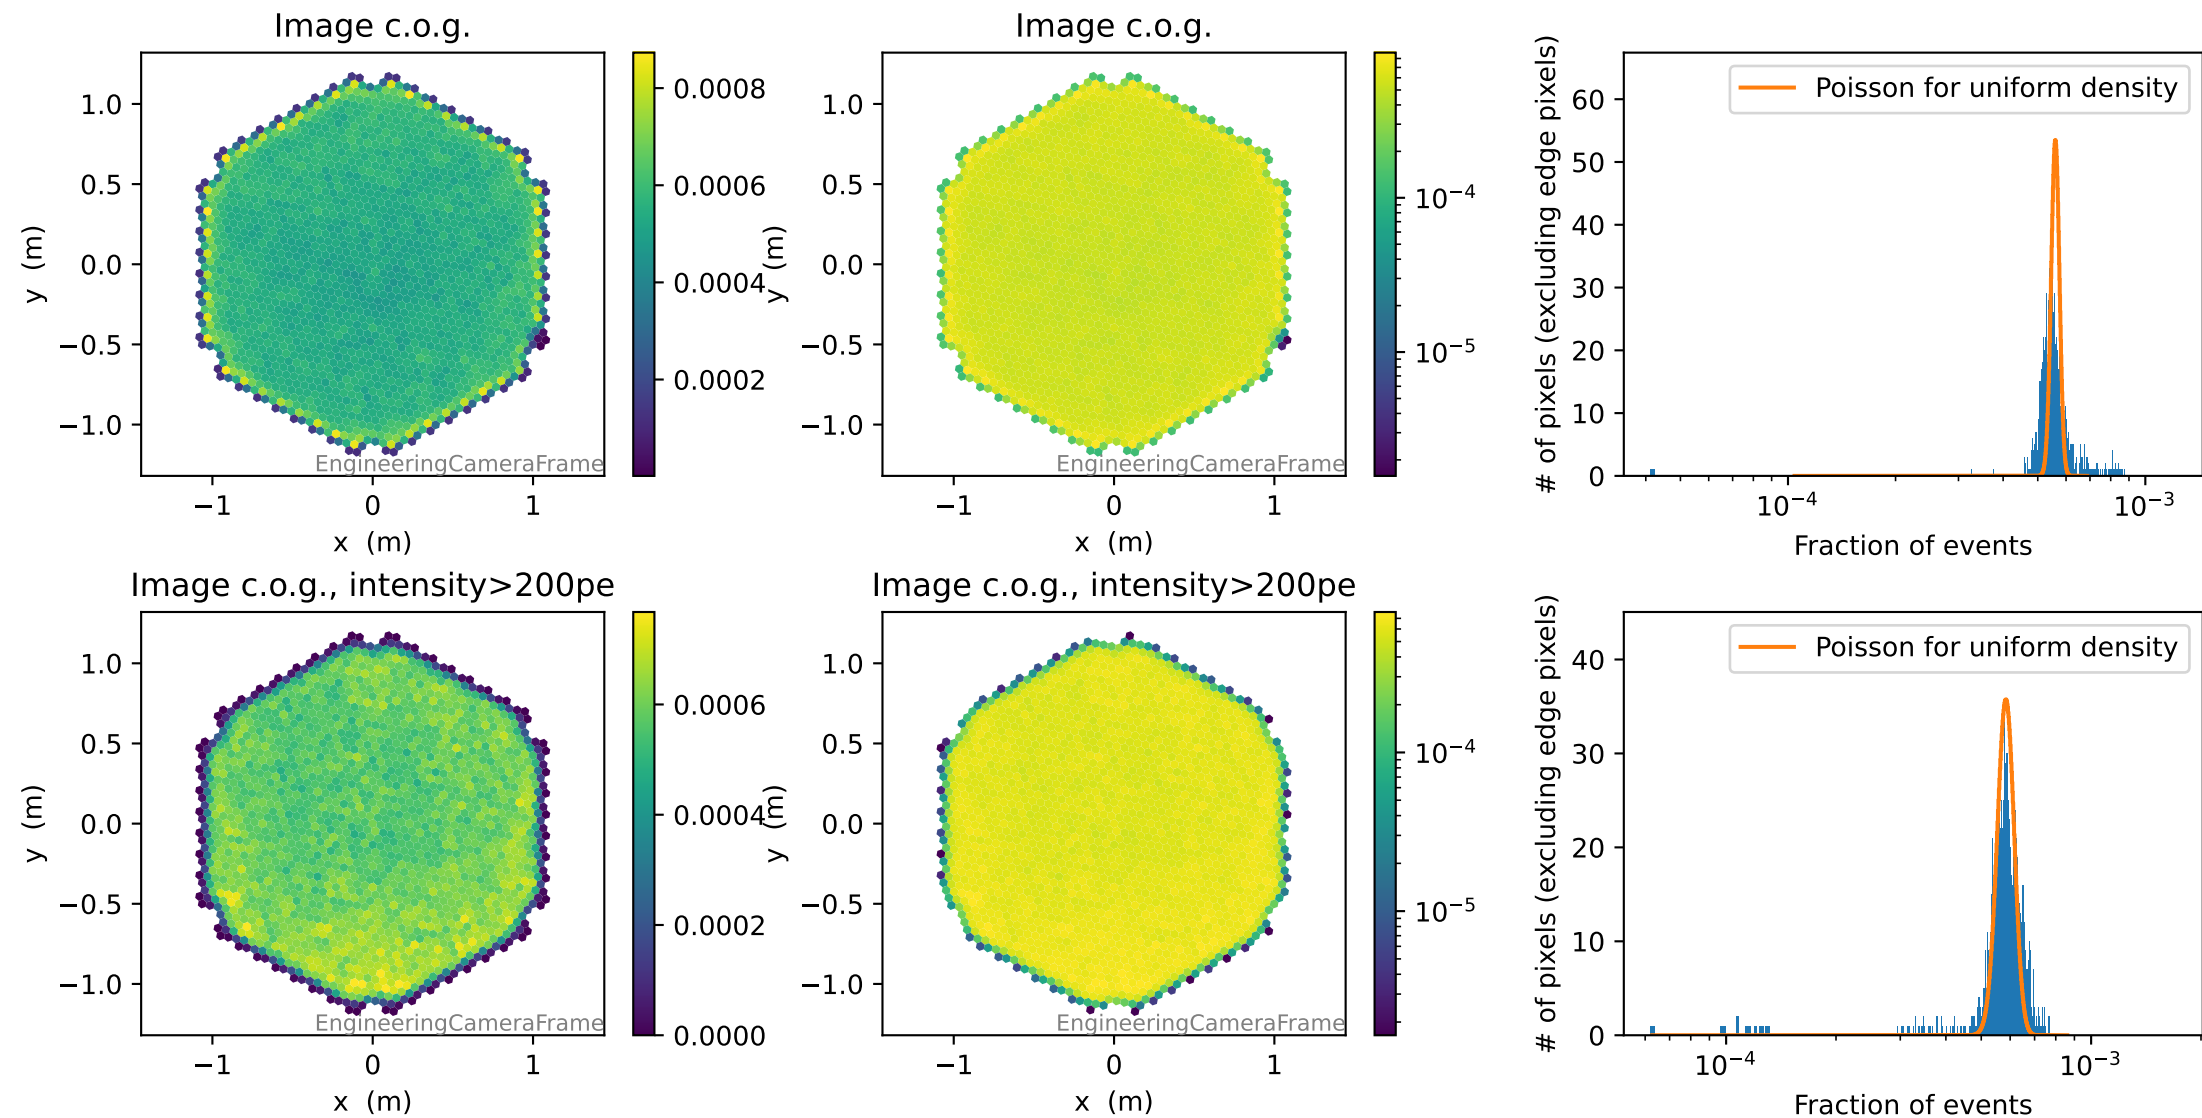 Image c.o.g.
1.0
0.5
0.0
−0.5
−1.0
y (m)
−1 0 1
x (m)
EngineeringCameraFrame
0.0008
0.0006
0.0004
0.0002
Image c.o.g.
1.0
0.5
0.0
−0.5
−1.0
y (m)
−1 0 1
x (m)
EngineeringCameraFrame
10⁻⁴
10⁻⁵
# of pixels (excluding edge pixels)
60
50
40
30
20
10
0
Poisson for uniform density
10⁻⁴ 10⁻³
Fraction of events
Image c.o.g., intensity>200pe
1.0
0.5
0.0
−0.5
−1.0
y (m)
−1 0 1
x (m)
EngineeringCameraFrame
0.0006
0.0004
0.0002
0.0000
Image c.o.g., intensity>200pe
1.0
0.5
0.0
−0.5
−1.0
y (m)
−1 0 1
x (m)
EngineeringCameraFrame
10⁻⁴
10⁻⁵
# of pixels (excluding edge pixels)
40
30
20
10
0
Poisson for uniform density
10⁻⁴ 10⁻³
Fraction of events